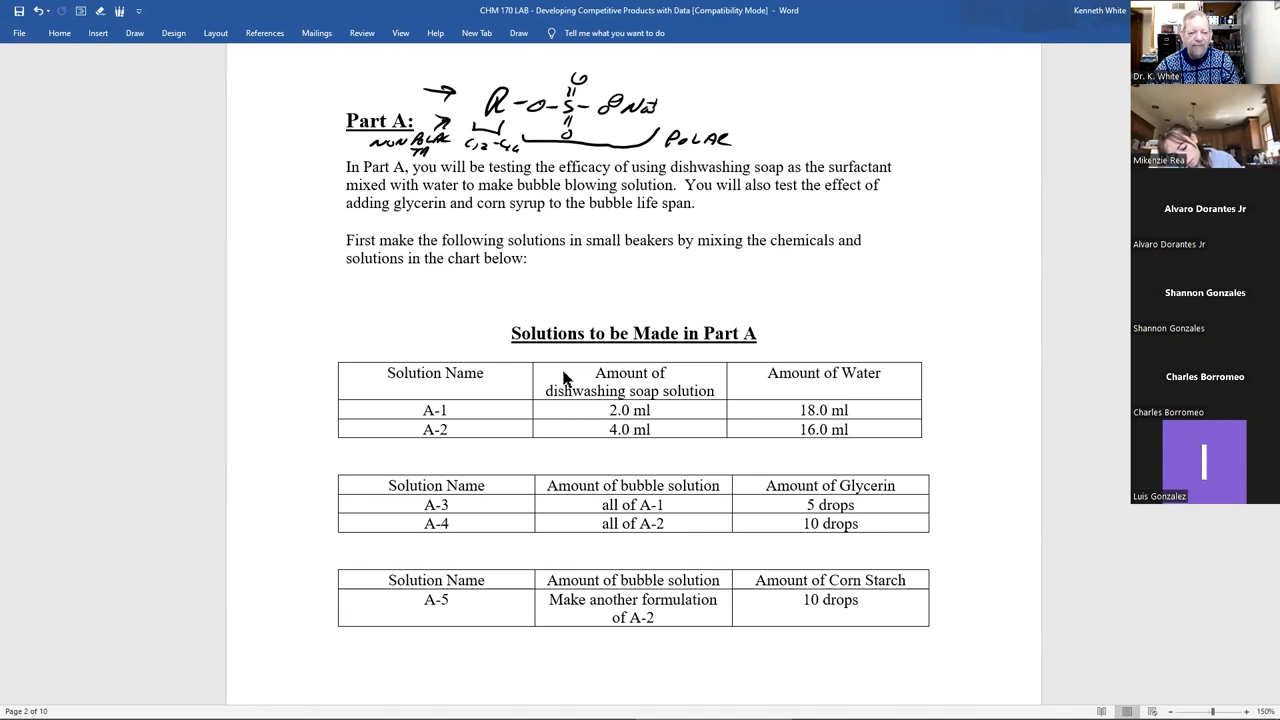 CHM 170 LAB - Developing Competitive Products with Data [Compatibility Mode] - Word
Kenneth White
File Home Insert Draw Design Layout References Mailings Review View Help New Tab Draw Tell me what you want to do
O
R-O-S-O Na+
O
Part A:
NON POLAR C12-C14 POLAR
In Part A, you will be testing the efficacy of using dishwashing soap as the surfactant
mixed with water to make bubble blowing solution. You will also test the effect of
adding glycerin and corn syrup to the bubble life span.
First make the following solutions in small beakers by mixing the chemicals and
solutions in the chart below:
Solutions to be Made in Part A
Solution Name Amount of dishwashing soap solution Amount of Water
A-1 2.0 ml 18.0 ml
A-2 4.0 ml 16.0 ml
Solution Name Amount of bubble solution Amount of Glycerin
A-3 all of A-1 5 drops
A-4 all of A-2 10 drops
Solution Name Amount of bubble solution Amount of Corn Starch
A-5 Make another formulation of A-2 10 drops
Page 2 of 10
150%
Dr. K. White
Mikenzie Rea
Alvaro Dorantes Jr
Alvaro Dorantes Jr
Shannon Gonzales
Shannon Gonzales
Charles Borromeo
Charles Borromeo
l
Luis Gonzalez